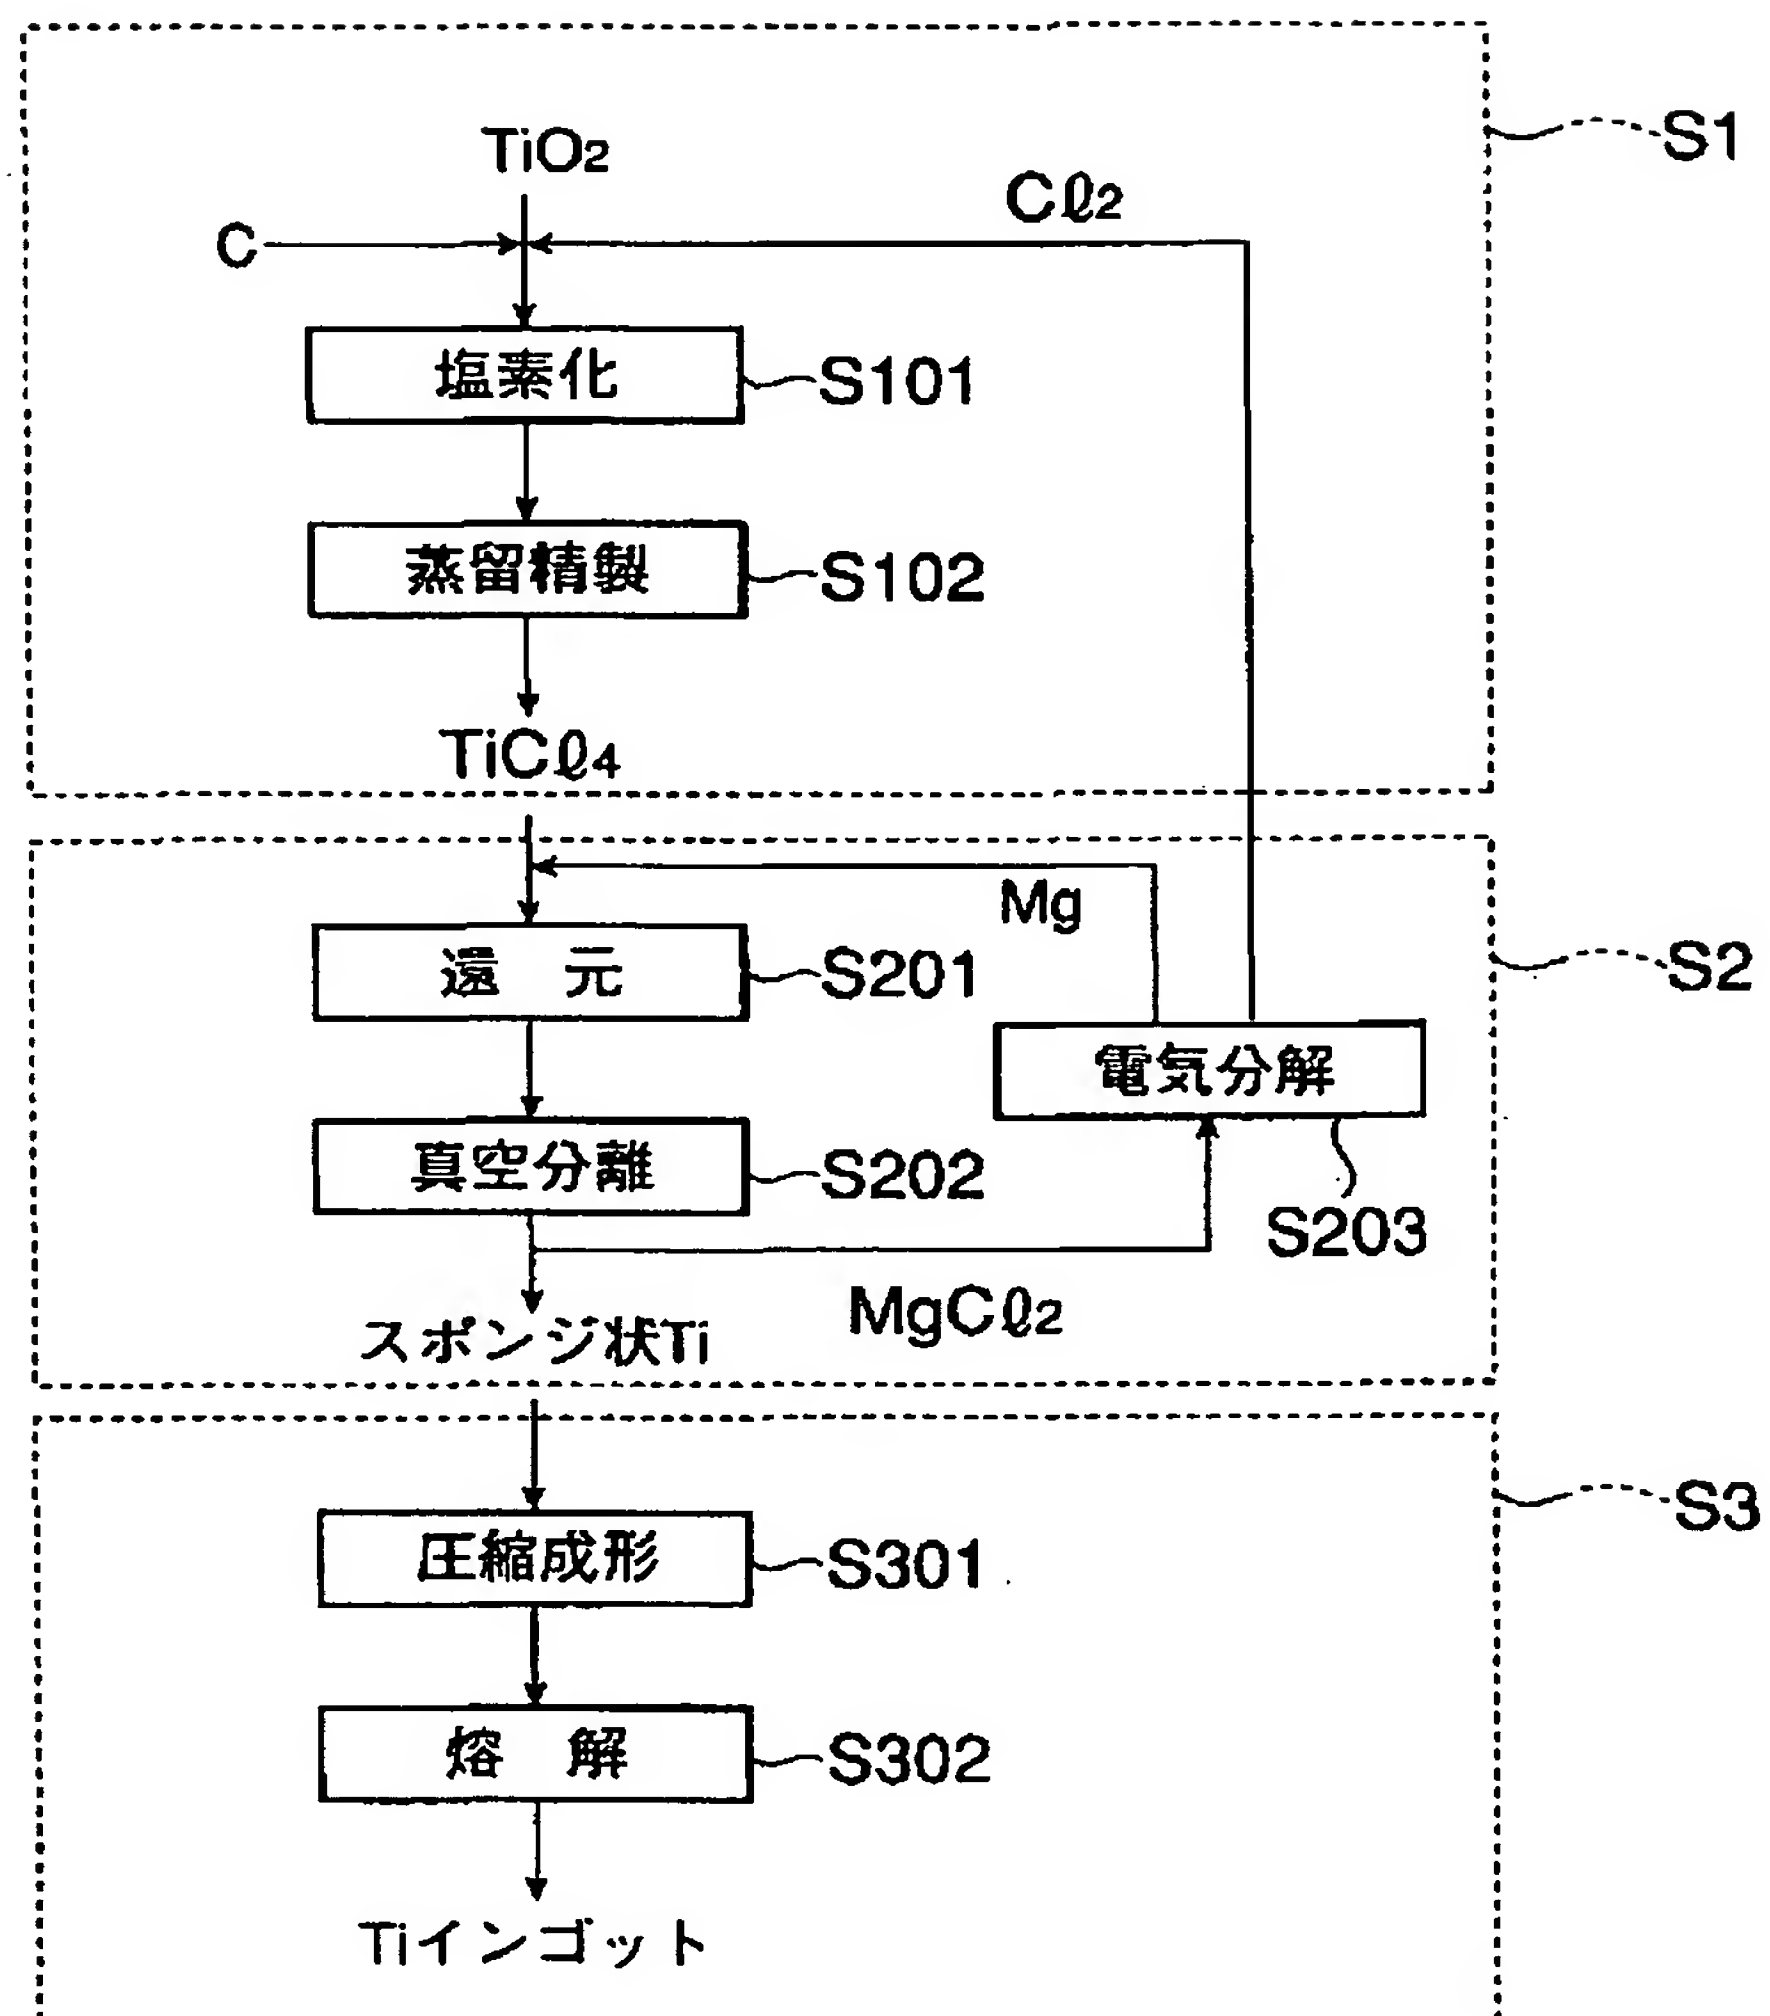 S1
TiO2
Cℓ2
C
塩素化
S101
蒸留精製
S102
TiCℓ4
Mg
還 元
S201
S2
電気分解
真空分離
S202
S203
MgCℓ2
スポンジ状Ti
S3
圧縮成形
S301
熔 解
S302
Tiインゴット